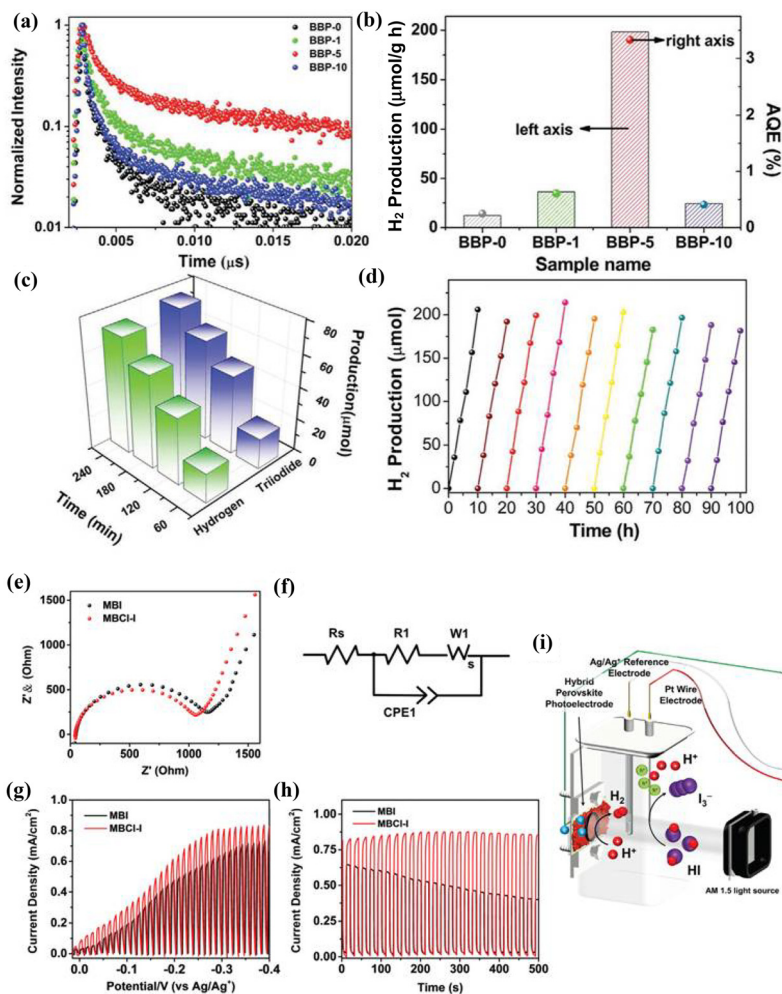 (a)
1
0.1
0.01
Normalized Intensity
BBP-0
BBP-1
BBP-5
BBP-10
0.005
0.010
0.015
0.020
Time (μs)
(b)
200
150
100
50
0
H₂ Production (μmol/g h)
right axis
left axis
3
2
1
0
AQE (%)
BBP-0
BBP-1
BBP-5
BBP-10
Sample name
(c)
80
60
40
20
0
Production(μmol)
240
180
120
60
Time (min)
Hydrogen
Triiodide
(d)
200
150
100
50
0
H₂ Production (μmol)
0 10 20 30 40 50 60 70 80 90 100
Time (h)
(e)
1500
1000
500
0
Z' & (Ohm)
MBI
MBCl-I
0 500 1000 1500
Z' (Ohm)
(f)
Rs
R1
W1
s
CPE1
(g)
1.0
0.8
0.6
0.4
0.2
0.0
Current Density (mA/cm²)
MBI
MBCl-I
0.0 -0.1 -0.2 -0.3 -0.4
Potential/V (vs Ag/Ag⁺)
(h)
1.00
0.75
0.50
0.25
0.00
Current Density (mA/cm²)
MBI
MBCl-I
0 100 200 300 400 500
Time (s)
(i)
Ag/Ag⁺ Reference
Electrode
Hybrid
Perovskite
Photoelectrode
Pt Wire
Electrode
H⁺
H₂
I₃⁻
H⁺
HI
AM 1.5 light source